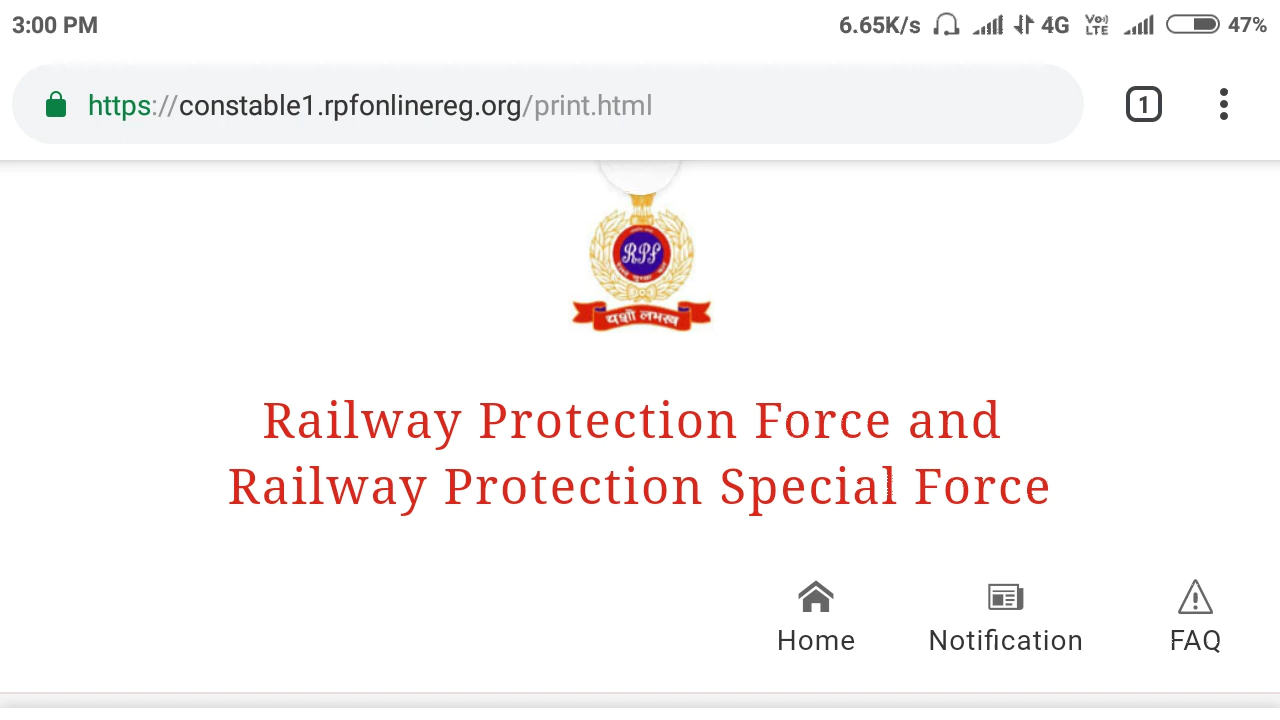 3:00 PM 6.65K/s 4G Vo) LTE 47%
https://constable1.rpfonlinereg.org/print.html 1
RPf
यशो लभस्व
Railway Protection Force and
Railway Protection Special Force
Home Notification FAQ